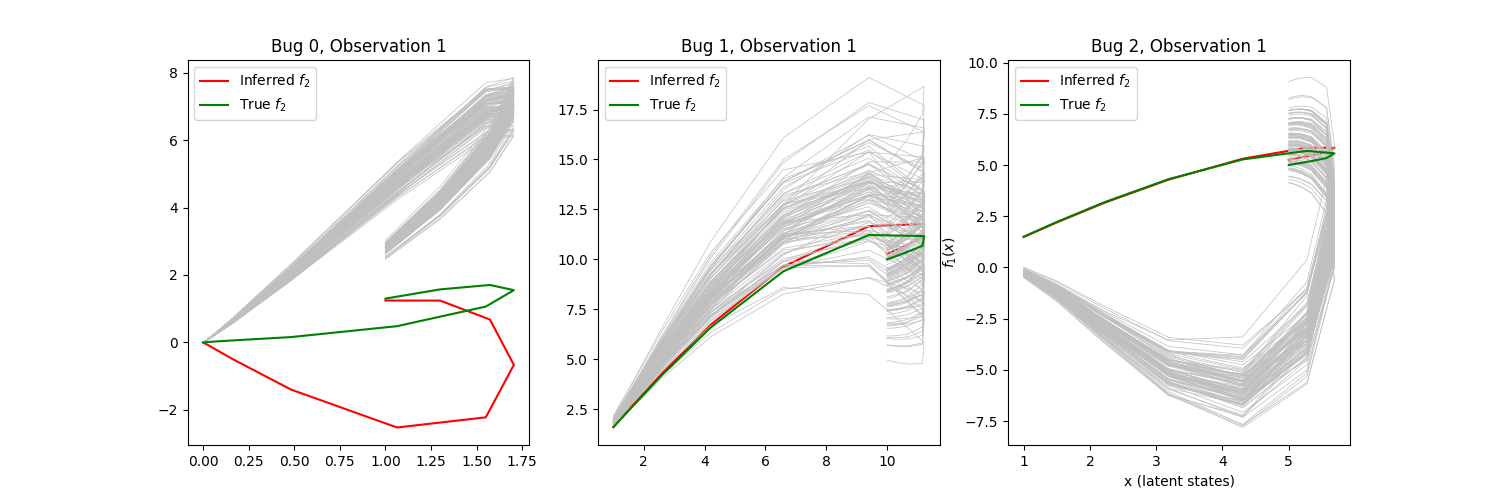 Bug 0, Observation 1
Inferred f₂
True f₂
8
6
4
2
0
−2
0.00 0.25 0.50 0.75 1.00 1.25 1.50 1.75
Bug 1, Observation 1
Inferred f₂
True f₂
17.5
15.0
12.5
10.0
7.5
5.0
2.5
2 4 6 8 10
Bug 2, Observation 1
Inferred f₂
True f₂
f₁(x)
10.0
7.5
5.0
2.5
0.0
−2.5
−5.0
−7.5
1 2 3 4 5
x (latent states)